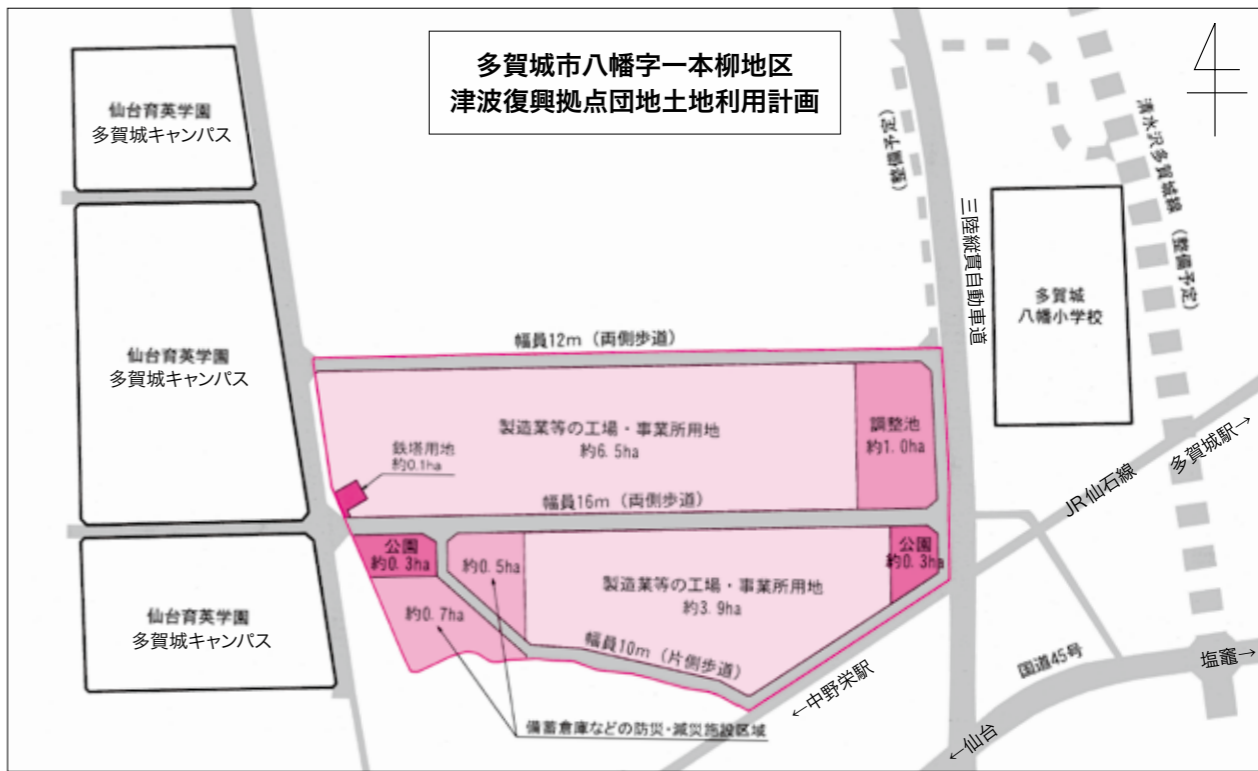 多賀城市八幡字一本柳地区
津波復興拠点団地土地利用計画
仙台育英学園
多賀城キャンパス
(整備予定)
清水沢多賀城線 (整備予定)
三陸縦貫自動車道
多賀城
八幡小学校
仙台育英学園
多賀城キャンパス
幅員12m (両側歩道)
製造業等の工場・事業所用地
約6.5ha
調整池
約1.0ha
鉄塔用地
約0.1ha
多賀城駅→
JR仙石線
幅員16m (両側歩道)
公園
約0.3ha
約0.5ha
製造業等の工場・事業所用地
約3.9ha
公園
約0.3ha
仙台育英学園
多賀城キャンパス
約0.7ha
幅員10m (片側歩道)
国道45号
塩竈→
←中野栄駅
備蓄倉庫などの防災・減災施設区域
←仙台